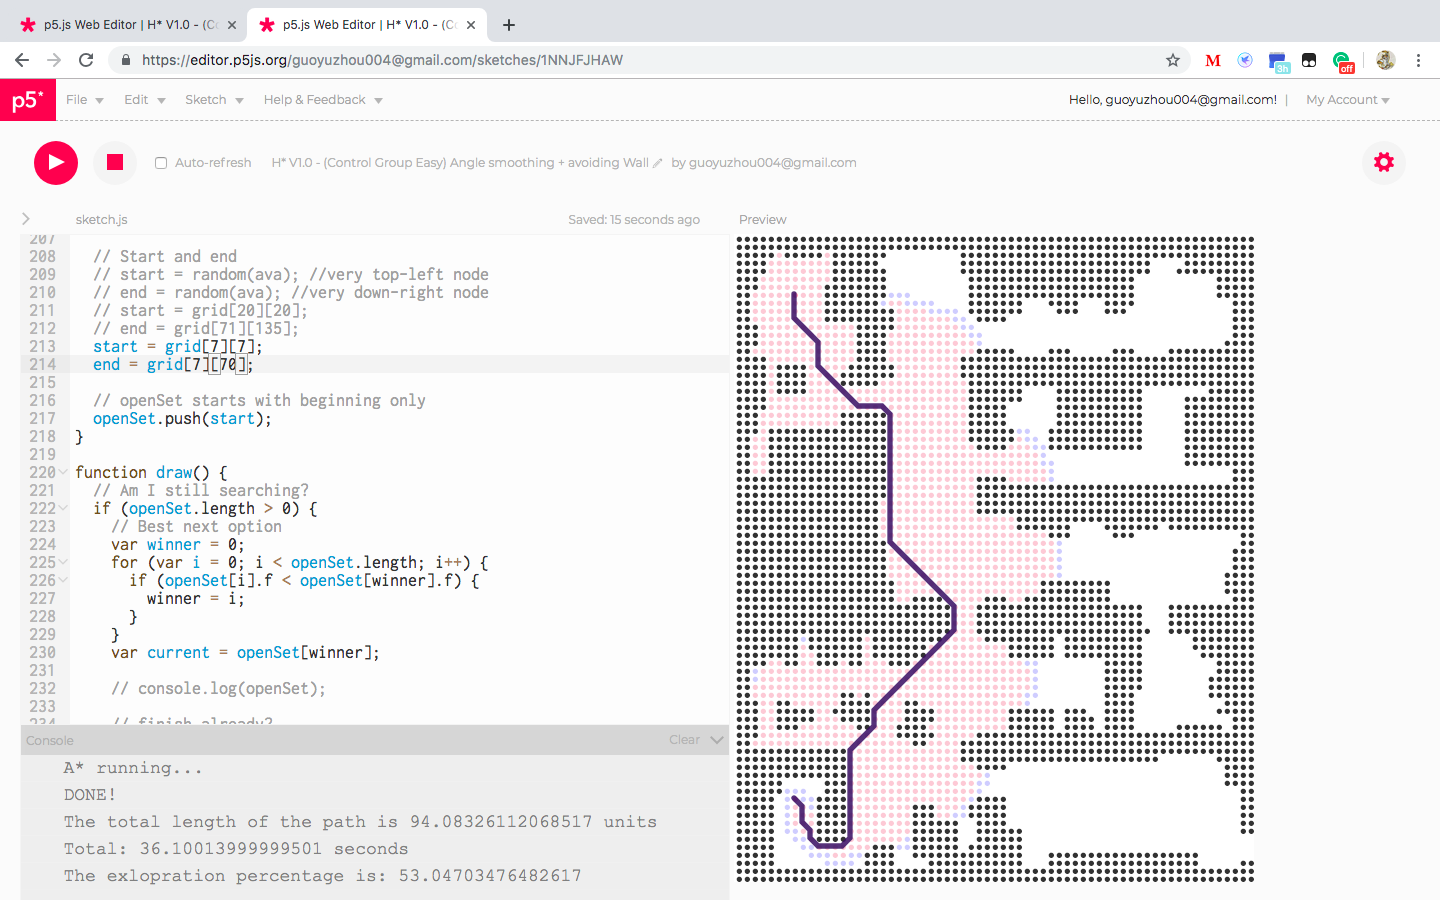 p5.js Web Editor | H* V1.0 - (Co
p5.js Web Editor | H* V1.0 - (Co
https://editor.p5js.org/guoyuzhou004@gmail.com/sketches/1NNJFJHAW
M
3h
off
p5*
File
Edit
Sketch
Help & Feedback
Hello, guoyuzhou004@gmail.com! |
My Account
Auto-refresh
H* V1.0 - (Control Group Easy) Angle smoothing + avoiding Wall
by guoyuzhou004@gmail.com
sketch.js
Saved: 15 seconds ago
Preview
207
208 // Start and end
209 // start = random(ava); //very top-left node
210 // end = random(ava); //very down-right node
211 // start = grid[20][20];
212 // end = grid[71][135];
213 start = grid[7][7];
214 end = grid[7][70];
215
216 // openSet starts with beginning only
217 openSet.push(start);
218 }
219
220 function draw() {
221 // Am I still searching?
222 if (openSet.length > 0) {
223 // Best next option
224 var winner = 0;
225 for (var i = 0; i < openSet.length; i++) {
226 if (openSet[i].f < openSet[winner].f) {
227 winner = i;
228 }
229 }
230 var current = openSet[winner];
231
232 // console.log(openSet);
233
234 // finish already?
Console
Clear
A* running...
DONE!
The total length of the path is 94.08326112068517 units
Total: 36.10013999999501 seconds
The exlopration percentage is: 53.04703476482617